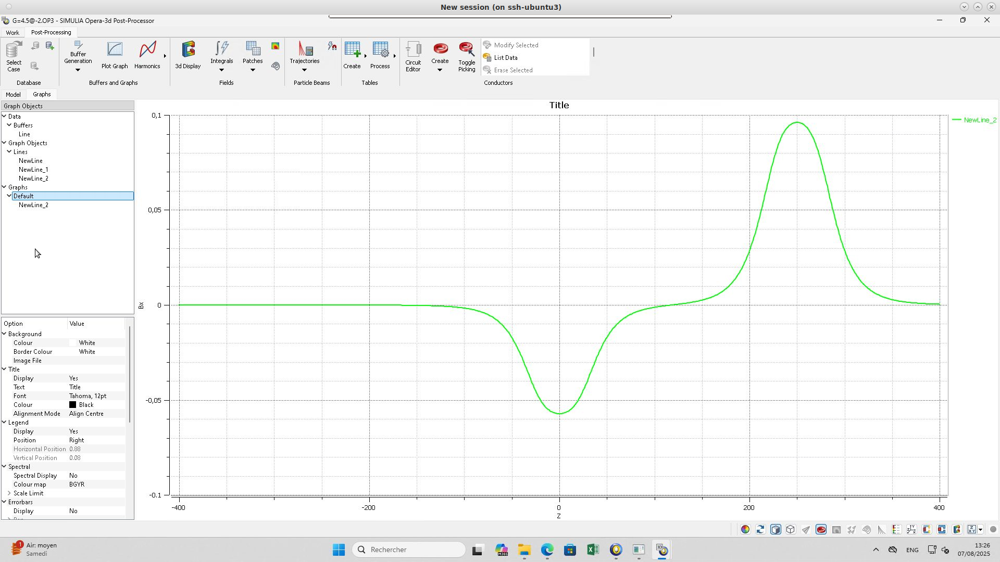 New session (on ssh-ubuntu3)
G=4.5@-2.OP3 - SIMULIA Opera-3d Post-Processor
Work
Post-Processing
Select Case
Database
Buffer Generation
Plot Graph
Harmonics
Buffers and Graphs
3d Display
Integrals
Patches
Fields
Trajectories
Particle Beams
Create
Process
Tables
Circuit Editor
Create
Toggle Picking
Modify Selected
List Data
Erase Selected
Conductors
Model
Graphs
Graph Objects
Data
Buffers
Line
Graph Objects
Lines
NewLine
NewLine_1
NewLine_2
Graphs
Default
NewLine_2
Option Value
Background
Colour White
Border Colour White
Image File
Title
Display Yes
Text Title
Font Tahoma, 12pt
Colour Black
Alignment Mode Align Centre
Legend
Display Yes
Position Right
Horizontal Position 0.88
Vertical Position 0.08
Spectral
Spectral Display No
Colour map BGYR
Scale Limit
Errorbars
Display No
Title
NewLine_2
0,1
0,05
0
-0,05
-0.1
Bx
-400
-200
0
200
400
Z
Air: moyen
Samedi
1
Rechercher
M365
ENG
13:26
07/08/2025